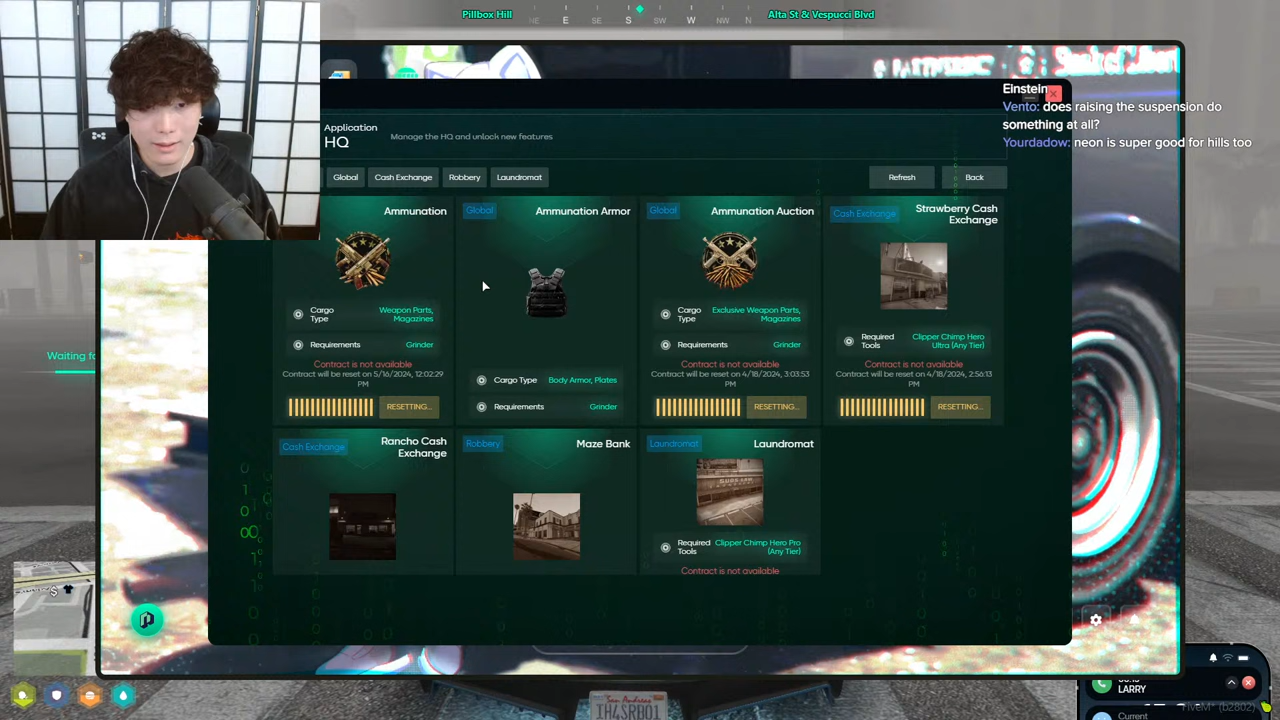 Pillbox Hill
NE E SE S SW W NW N
Alta St & Vespucci Blvd
Einstein
Vento: does raising the suspension do
something at all?
Yourdadow: neon is super good for hills too
Application
HQ
Manage the HQ and unlock new features
Global
Cash Exchange
Robbery
Laundromat
Refresh
Back
Ammunation
Cargo
Type
Weapon Parts,
Magazines
Requirements
Grinder
Contract is not available
Contract will be reset on 5/16/2024, 12:02:29
PM
RESETTING...
Global
Ammunation Armor
Cargo Type
Body Armor, Plates
Requirements
Grinder
Global
Ammunation Auction
Cargo
Type
Exclusive Weapon Parts,
Magazines
Requirements
Grinder
Contract is not available
Contract will be reset on 4/18/2024, 3:03:53
PM
RESETTING...
Cash Exchange
Strawberry Cash
Exchange
Required
Tools
Clipper Chimp Hero
Ultra (Any Tier)
Contract is not available
Contract will be reset on 4/18/2024, 2:56:13
PM
RESETTING...
Cash Exchange
Rancho Cash
Exchange
Robbery
Maze Bank
Laundromat
Laundromat
Required
Tools
Clipper Chimp Hero Pro
(Any Tier)
Contract is not available
Waiting fo
San Andreas
IH4SRB01
LARRY
Current
FiveM* (b2802)